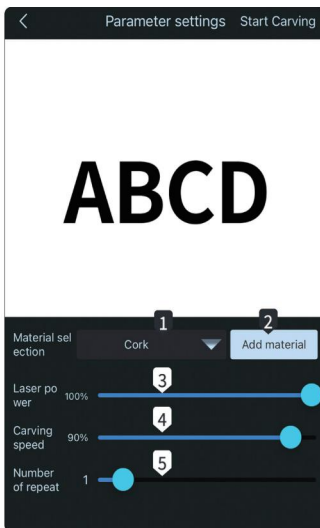 Parameter settings Start Carving
ABCD
1 2
Material sel
ection
Cork
Add material
3
Laser po
wer
100%
4
Carving
speed
90%
5
Number
of repeat
1